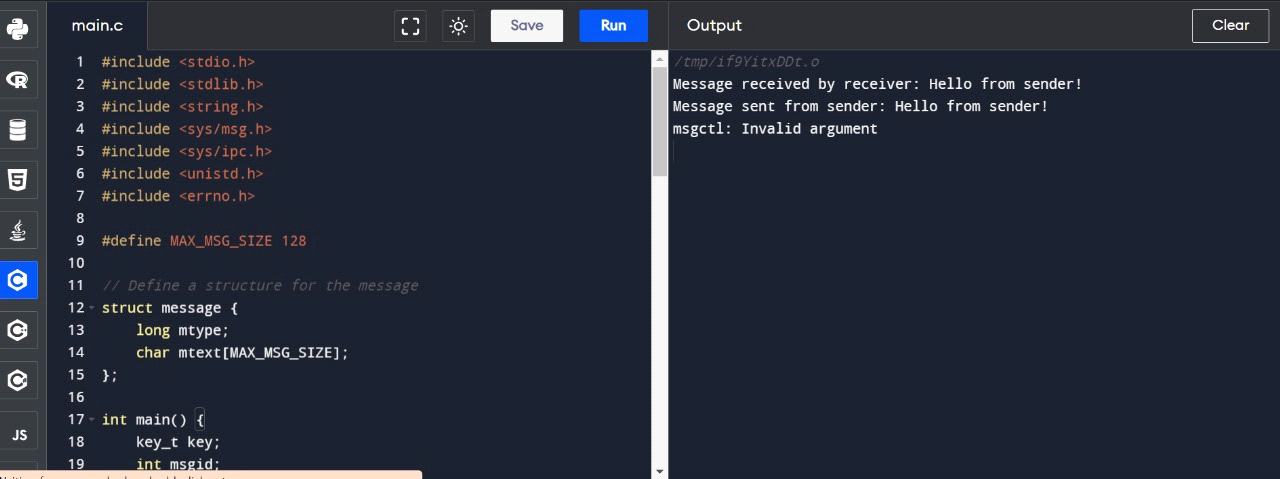 main.c
Save
Run
Output
Clear
1 #include <stdio.h>
2 #include <stdlib.h>
3 #include <string.h>
4 #include <sys/msg.h>
5 #include <sys/ipc.h>
6 #include <unistd.h>
7 #include <errno.h>
8
9 #define MAX_MSG_SIZE 128
10
11 // Define a structure for the message
12 struct message {
13     long mtype;
14     char mtext[MAX_MSG_SIZE];
15 };
16
17 int main() {
18     key_t key;
19     int msgid;
/tmp/if9YitxDDt.o
Message received by receiver: Hello from sender!
Message sent from sender: Hello from sender!
msgctl: Invalid argument
R
5
C
C
C
JS